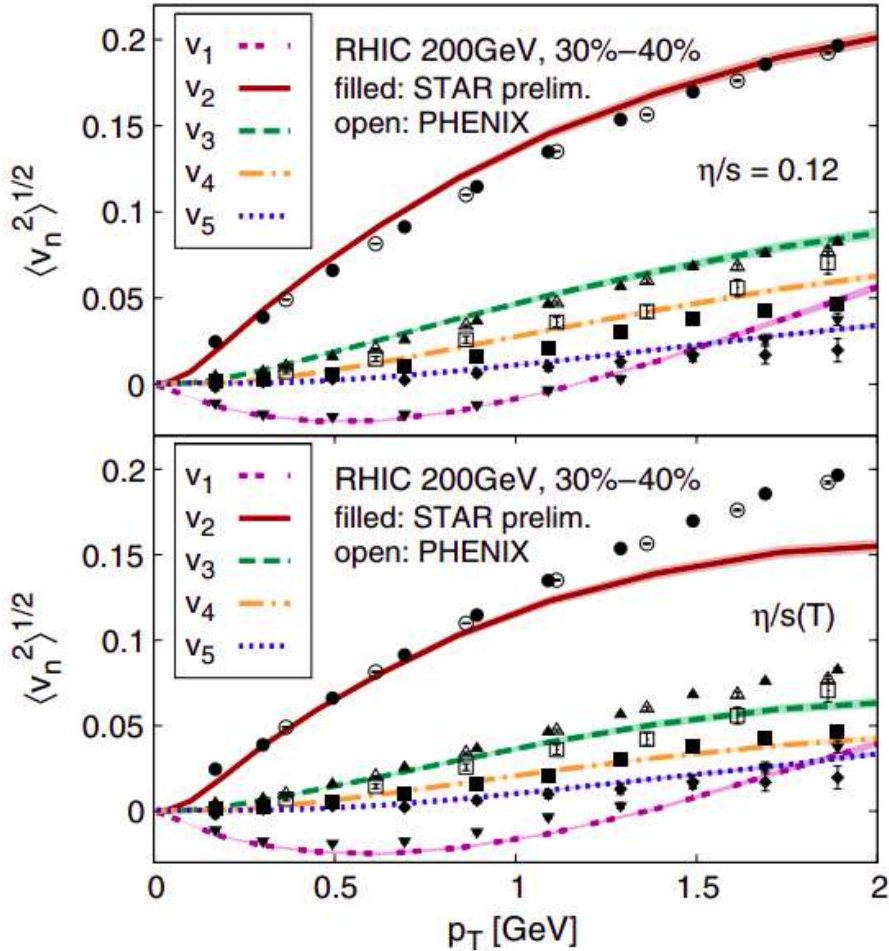 0.2
0.15
0.1
0.05
0
⟨vₙ²⟩¹/²
v₁
v₂
v₃
v₄
v₅
RHIC 200GeV, 30%–40%
filled: STAR prelim.
open: PHENIX
η/s = 0.12
0.2
0.15
0.1
0.05
0
⟨vₙ²⟩¹/²
v₁
v₂
v₃
v₄
v₅
RHIC 200GeV, 30%–40%
filled: STAR prelim.
open: PHENIX
η/s(T)
0 0.5 1 1.5 2
p_T [GeV]